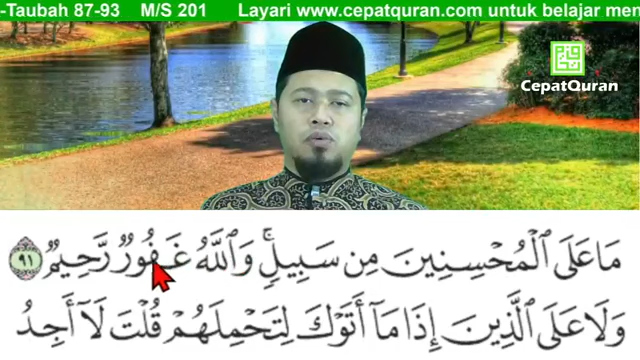 -Taubah 87-93 M/S 201 Layari www.cepatquran.com untuk belajar men
CepatQuran
مَا عَلَى ٱلْمُحْسِنِينَ مِن سَبِيلٍ ۚ وَٱللَّهُ غَفُورٌ رَّحِيمٌ ٩١
وَلَا عَلَى ٱلَّذِينَ إِذَا مَآ أَتَوْكَ لِتَحْمِلَهُمْ قُلْتَ لَآ أَجِدُ